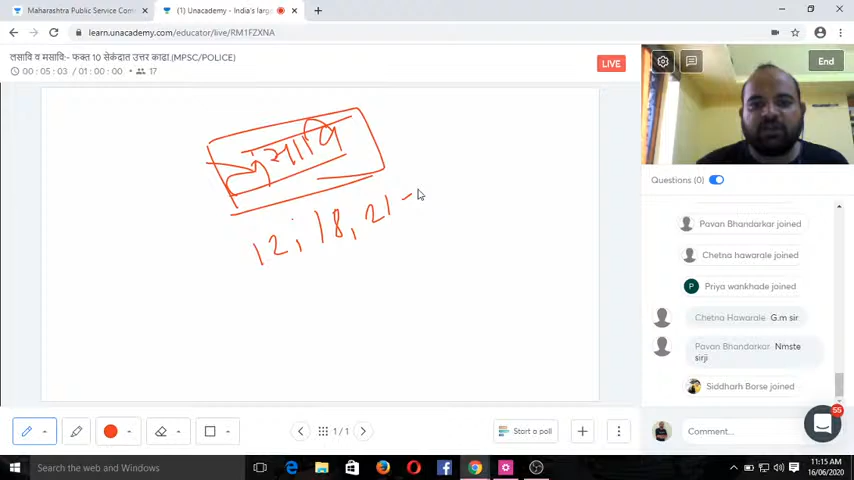 Maharashtra Public Service Com
(1) Unacademy - India's large
learn.unacademy.com/educator/live/RM1FZXNA
लसावि व मसावि:- फक्त 10 सेकंदात उत्तर काढा.(MPSC/POLICE)
00 : 05 : 03 / 01 : 00 : 00 • 17
LIVE
End
12, 18, 21 -
Questions (0)
Pavan Bhandarkar joined
Chetna hawarale joined
P
Priya wankhade joined
Chetna Hawarale G.m sir
Pavan Bhandarkar Nmste
sirji
Siddharh Borse joined
55
1 / 1
Start a poll
Comment...
Search the web and Windows
11:15 AM
16/06/2020